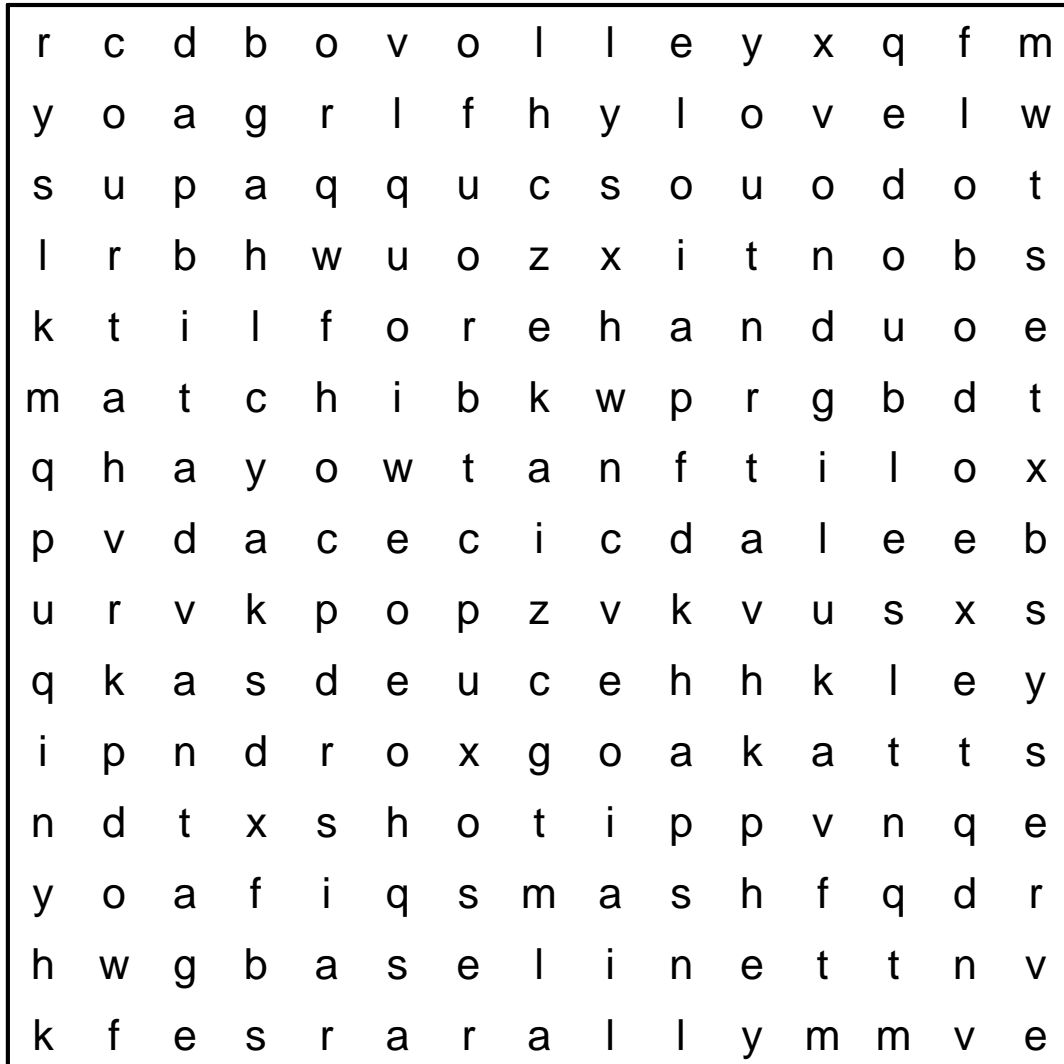 r c d b o v o l l e y x q f m
y o a g r l f h y l o v e l w
s u p a q q u c s o u o d o t
l r b h w u o z x i t n o b s
k t i l f o r e h a n d u o e
m a t c h i b k w p r g b d t
q h a y o w t a n f t i l o x
p v d a c e c i c d a l e e b
u r v k p o p z v k v u s x s
q k a s d e u c e h h k l e y
i p n d r o x g o a k a t t s
n d t x s h o t i p p v n q e
y o a f i q s m a s h f q d r
h w g b a s e l i n e t t n v
k f e s r a r a l l y m m v e